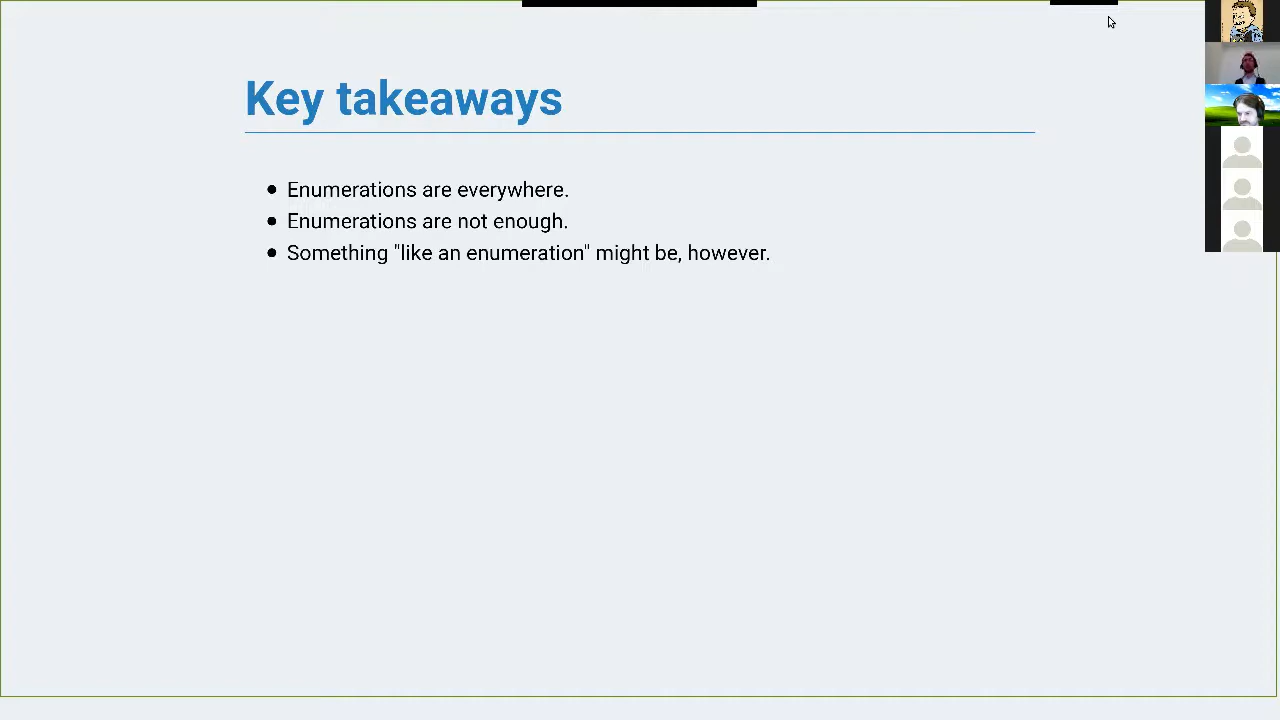 Key takeaways
Enumerations are everywhere.
Enumerations are not enough.
Something "like an enumeration" might be, however.